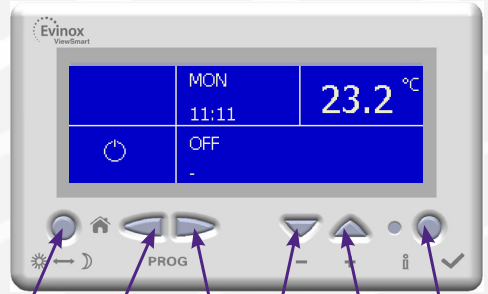 Evinox
ViewSmart
MON
11:11
23.2 °C
OFF
-
PROG
- + i